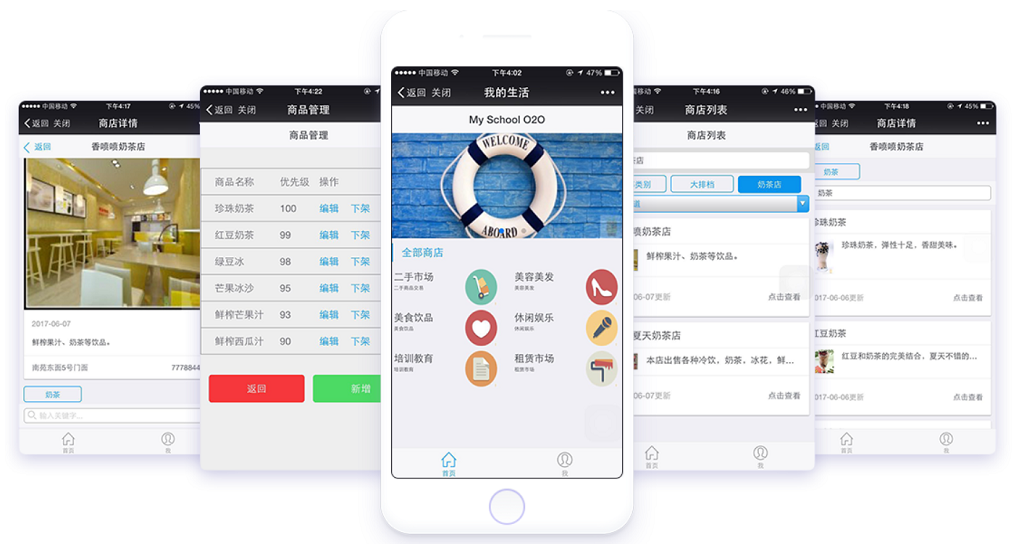 中国移动 下午4:17 45%
返回 关闭 商店详情
返回 香喷喷奶茶店
2017-06-07
鲜榨果汁、奶茶等饮品。
南苑东面5号门面 7778844
奶茶
输入关键字...
首页 我
中国移动 下午4:22
返回 关闭 商品管理
商品管理
商品名称 优先级 操作
珍珠奶茶 100 编辑 下架
红豆奶茶 99 编辑 下架
绿豆冰 98 编辑 下架
芒果冰沙 95 编辑 下架
鲜榨芒果汁 93 编辑 下架
鲜榨西瓜汁 90 编辑 下架
返回 新增
中国移动 下午4:02 47%
返回 关闭 我的生活
My School O2O
WELCOME
ABOARD
全部商店
二手市场 美容美发
二手商品交易 美容美发
美食饮品 休闲娱乐
美食饮品 休闲娱乐
培训教育 租赁市场
培训教育 租赁市场
首页 我
移动 下午4:16 46%
关闭 商店列表
商店列表
店
类别 大排档 奶茶店
喷奶茶店
鲜榨果汁、奶茶等饮品。
06-07更新 点击查看
夏天奶茶店
本店出售各种冷饮，奶茶，冰花，鲜...
06-06更新 点击查看
首页 我
中国移动 下午4:18 45%
返回 关闭 商店详情
返回 香喷喷奶茶店
奶茶
奶茶
珍珠奶茶
珍珠奶茶，弹性十足，香甜美味。
2017-06-07更新 点击查看
红豆奶茶
红豆和奶茶的完美结合，夏天不错的...
2017-06-06更新 点击查看
首页 我